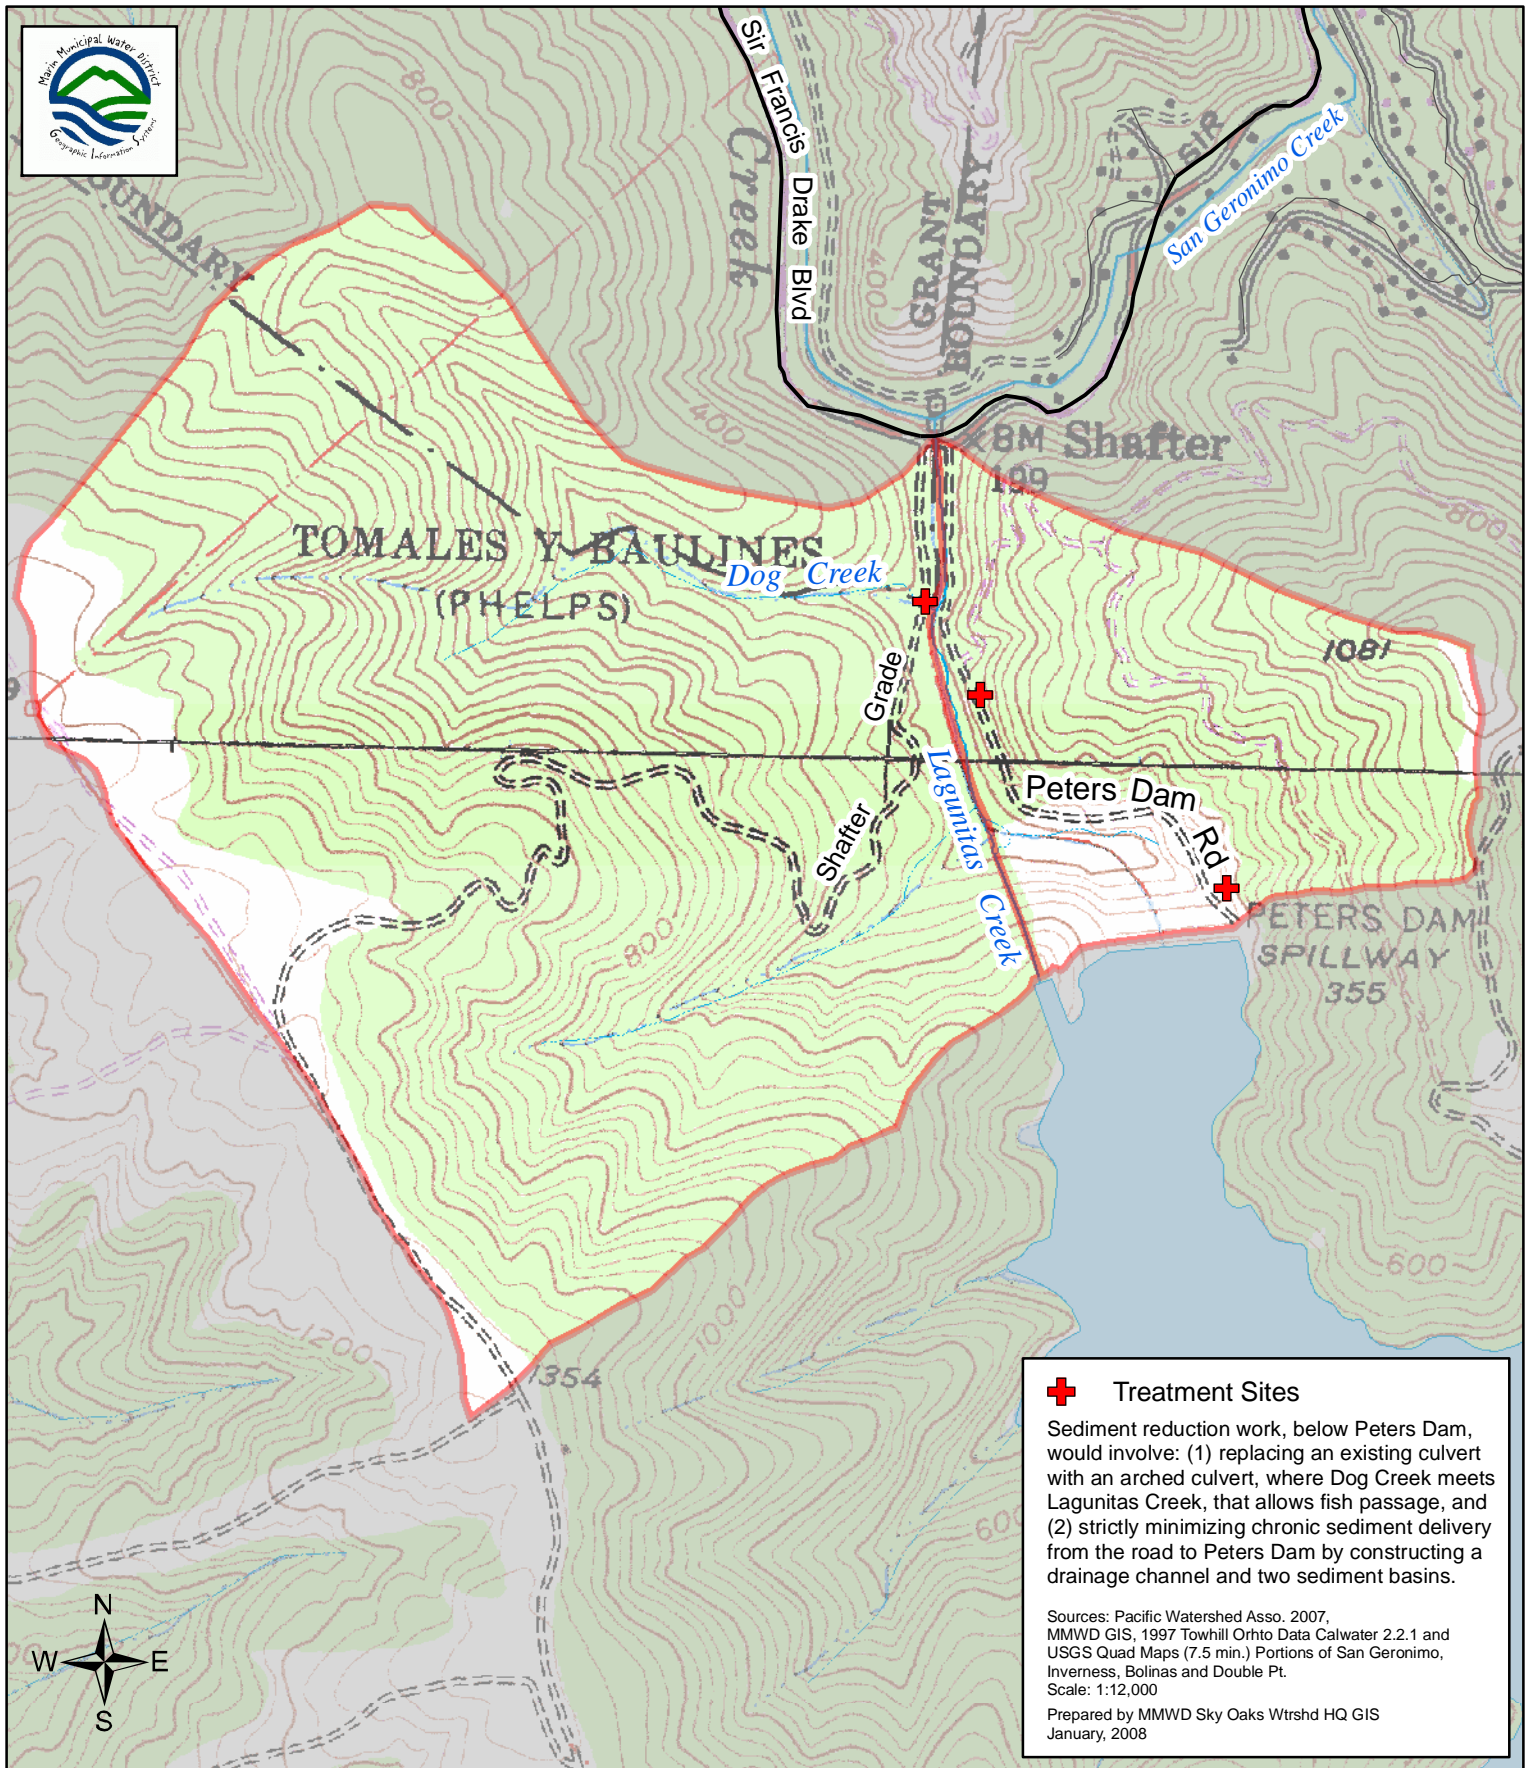 Marin Municipal Water District
Geographic Information Systems
Sir Francis Drake Blvd
Creek
GRANT
BOUNDARY
SIR
San Geronimo Creek
800
400
400
OUNDARY
BM Shafter
199
800
TOMALES Y BAULINES
(PHELPS)
Dog Creek
1081
9
Grade
Shafter
Lagunitas Creek
Peters Dam Rd
PETERS DAM
SPILLWAY
355
800
600
1000
1200
1354
600
N
W E
S
Treatment Sites
Sediment reduction work, below Peters Dam,
would involve: (1) replacing an existing culvert
with an arched culvert, where Dog Creek meets
Lagunitas Creek, that allows fish passage, and
(2) strictly minimizing chronic sediment delivery
from the road to Peters Dam by constructing a
drainage channel and two sediment basins.
Sources: Pacific Watershed Asso. 2007,
MMWD GIS, 1997 Towhill Orhto Data Calwater 2.2.1 and
USGS Quad Maps (7.5 min.) Portions of San Geronimo,
Inverness, Bolinas and Double Pt.
Scale: 1:12,000
Prepared by MMWD Sky Oaks Wtrshd HQ GIS
January, 2008